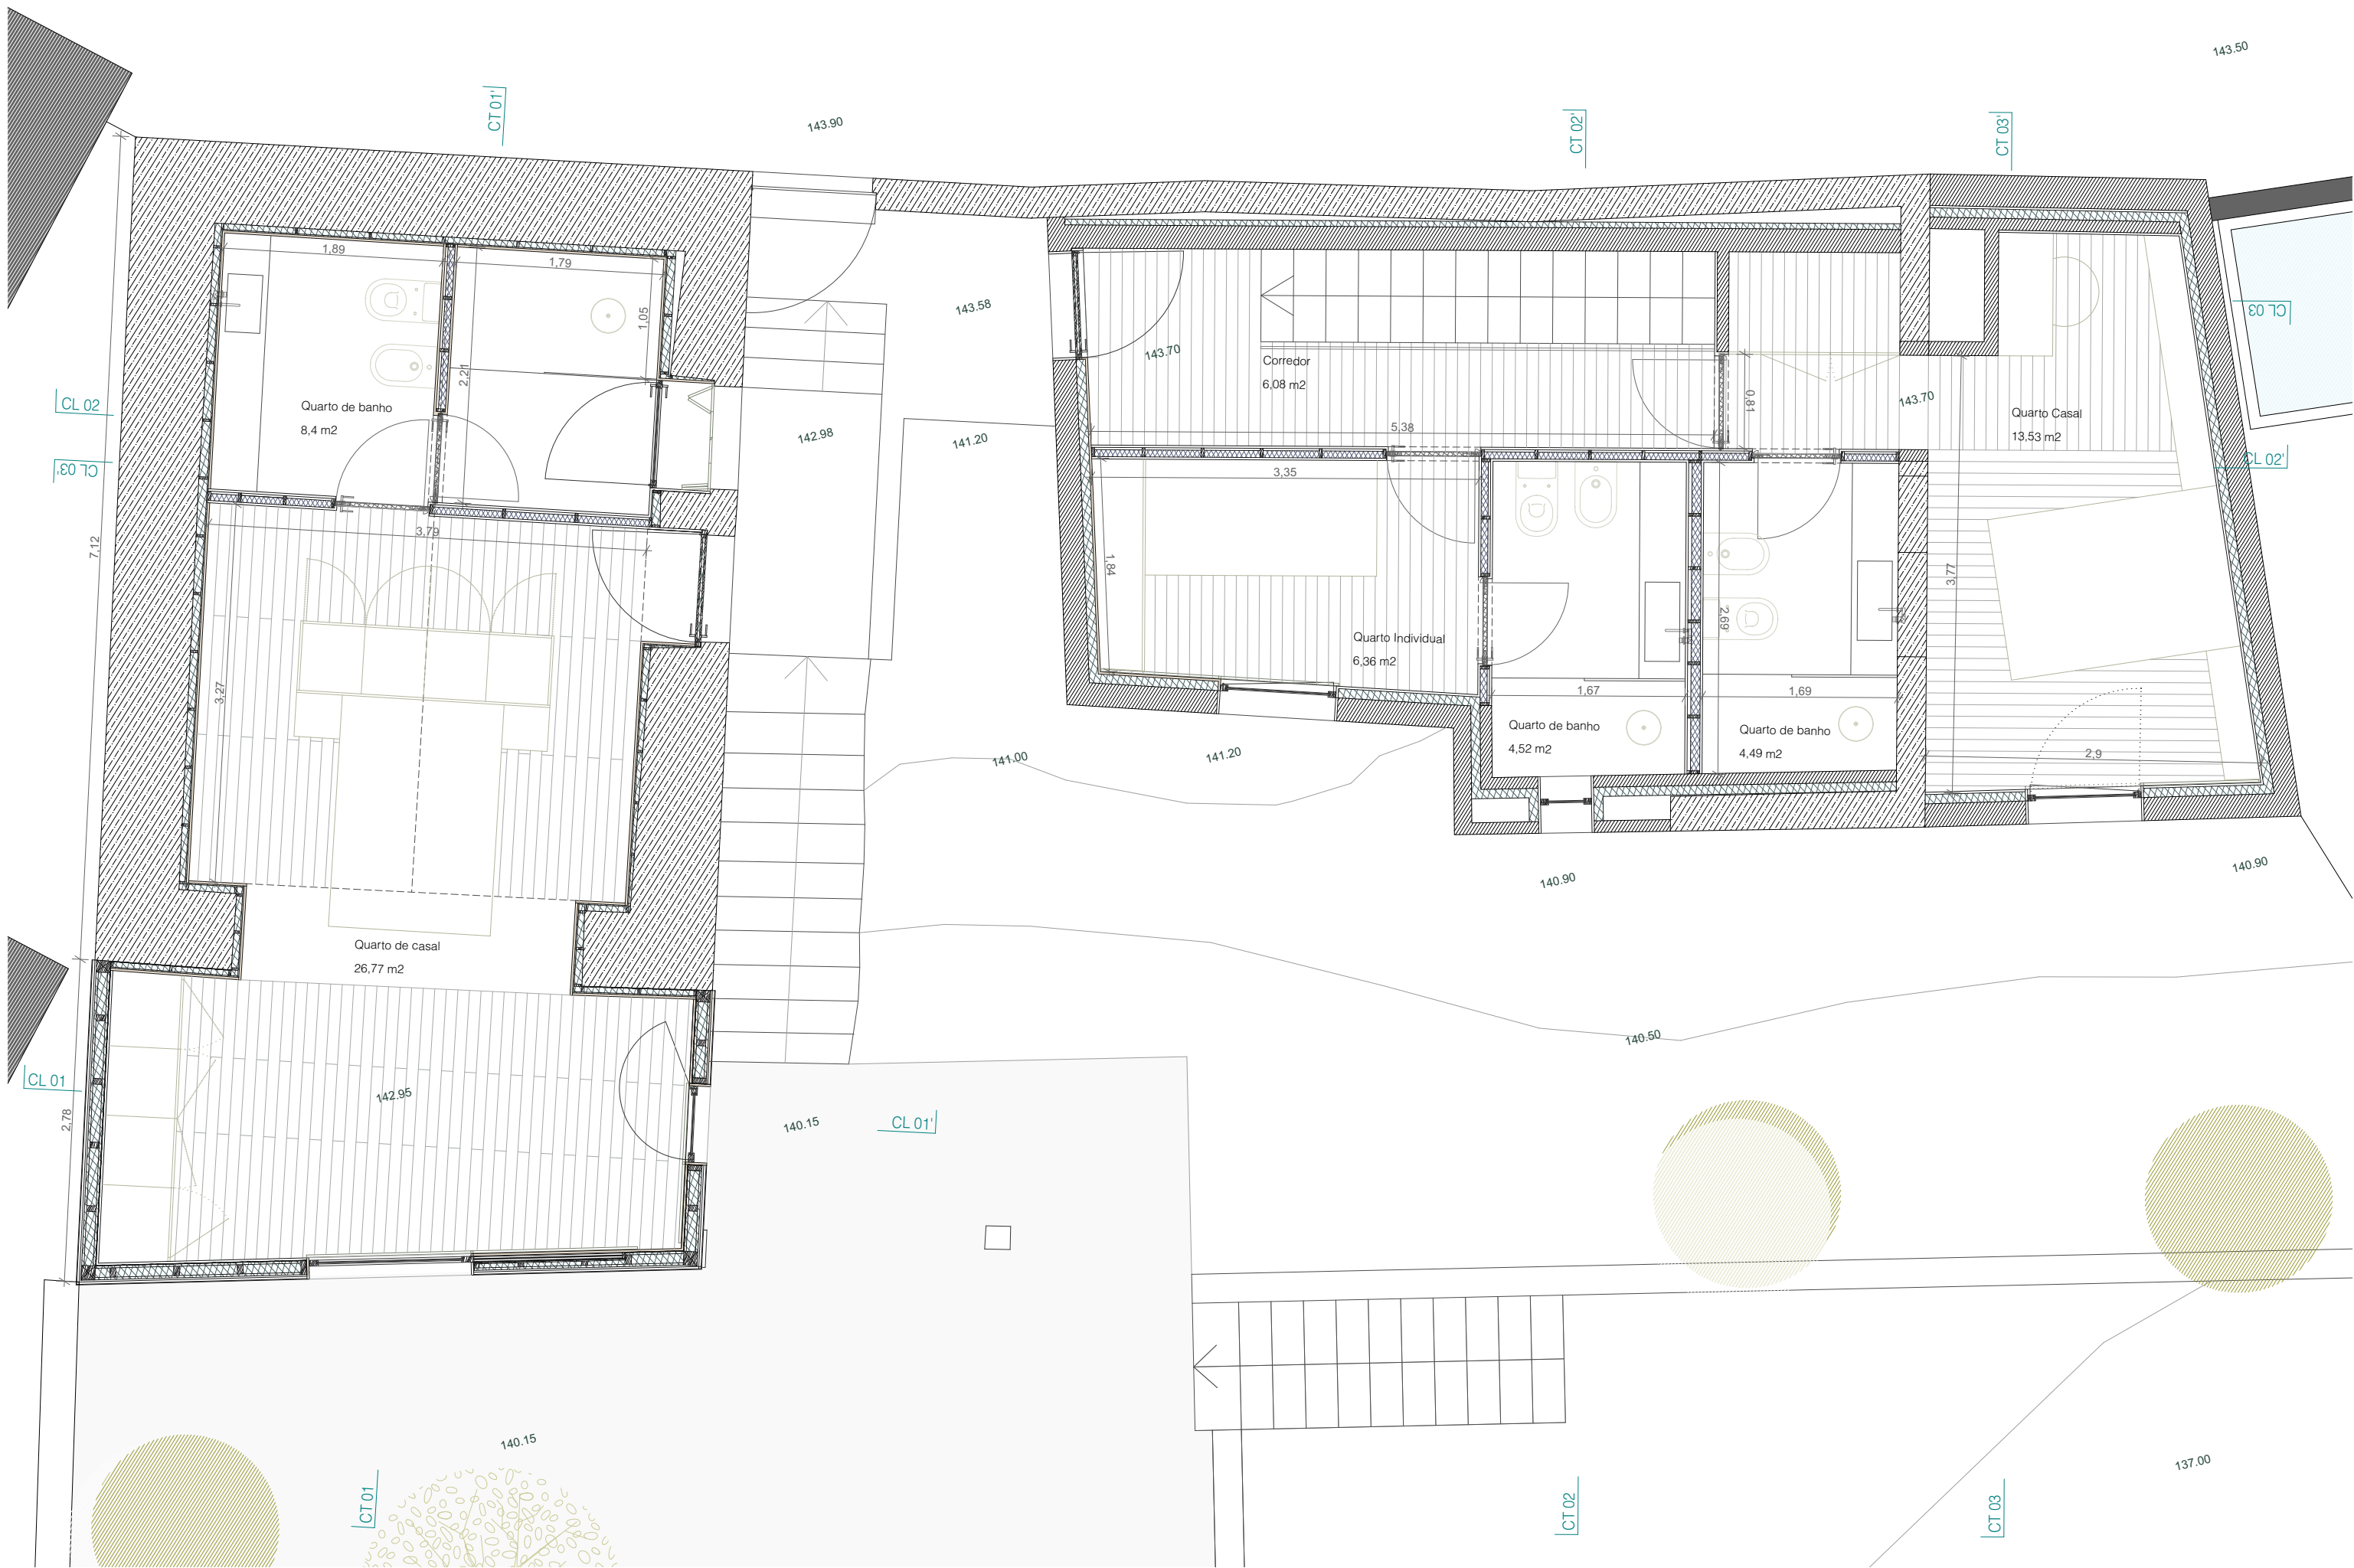 143.50
CT 01'
143.90
CT 02'
CT 03'
1,89
1,79
1,05
2,21
143.58
143.70
Corredor
6,08 m2
CL 03
CL 02
CL 03'
Quarto de banho
8,4 m2
142.98
141.20
5,38
0,81
143.70
Quarto Casal
13,53 m2
CL 02'
3,35
1,84
7,12
3,79
3,27
Quarto Individual
6,36 m2
2,69
3,77
1,67
1,69
Quarto de banho
4,52 m2
Quarto de banho
4,49 m2
2,9
141.00
141.20
140.90
140.90
Quarto de casal
26,77 m2
140.50
CL 01
142.95
2,78
140.15
CL 01'
140.15
CT 01
CT 02
CT 03
137.00